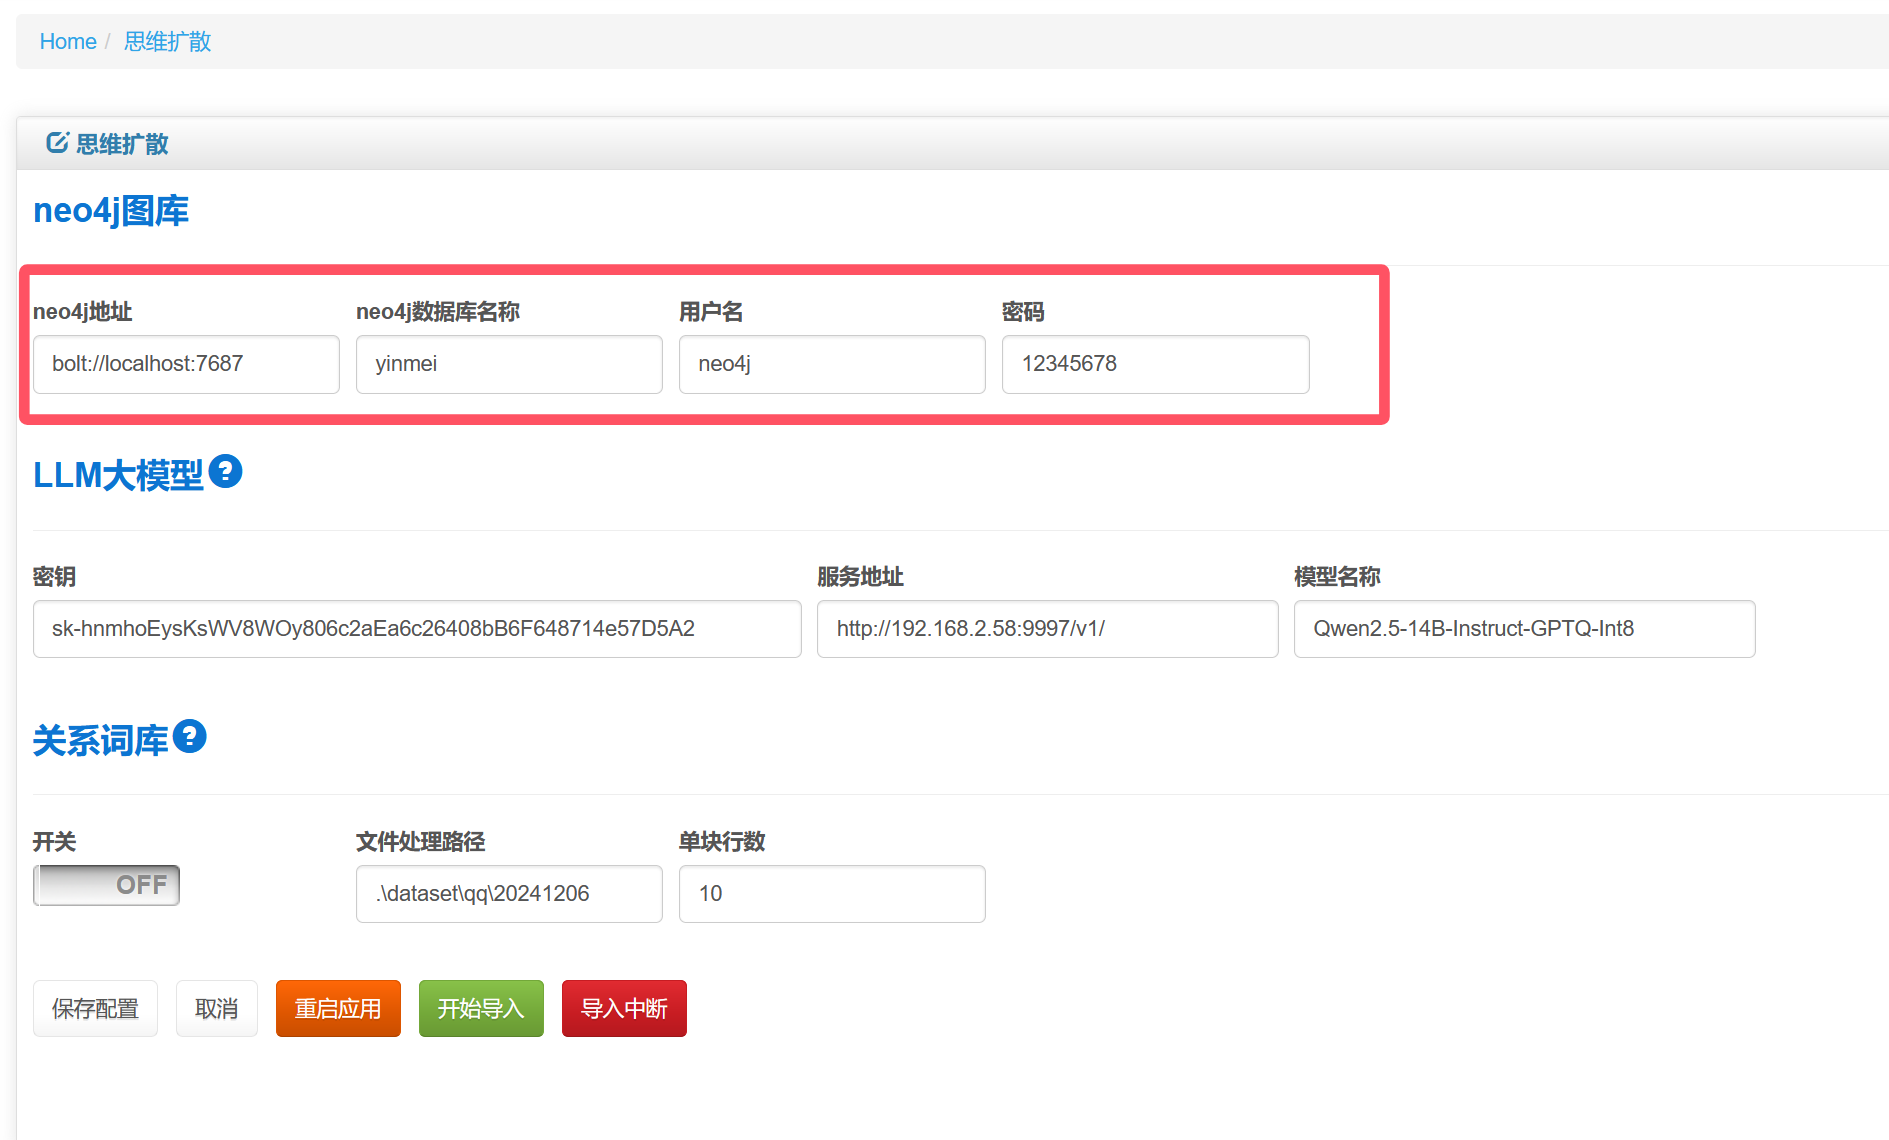 Home / 思维扩散
思维扩散
neo4j图库
neo4j地址 neo4j数据库名称 用户名 密码
bolt://localhost:7687 yinmei neo4j 12345678
LLM大模型?
密钥 服务地址 模型名称
sk-hnmhoEysKsWV8WOy806c2aEa6c26408bB6F648714e57D5A2 http://192.168.2.58:9997/v1/ Qwen2.5-14B-Instruct-GPTQ-Int8
关系词库?
开关 文件处理路径 单块行数
OFF .\dataset\qq\20241206 10
保存配置 取消 重启应用 开始导入 导入中断